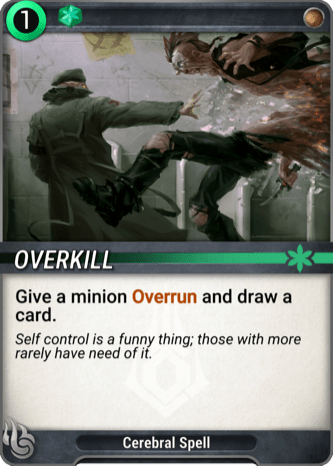 1
OVERKILL
Give a minion Overrun and draw a
card.
Self control is a funny thing; those with more
rarely have need of it.
Cerebral Spell